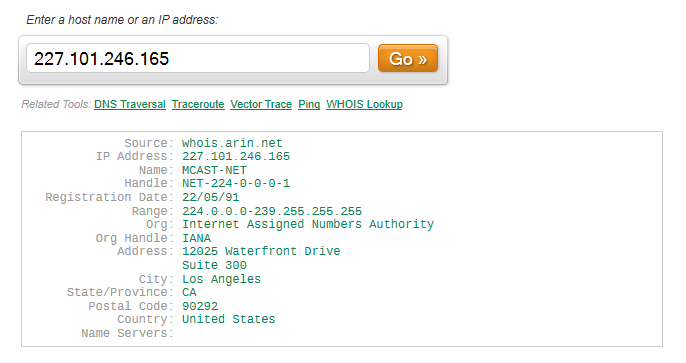 Enter a host name or an IP address:
227.101.246.165 Go »
Related Tools: DNS Traversal Traceroute Vector Trace Ping WHOIS Lookup
Source: whois.arin.net
IP Address: 227.101.246.165
Name: MCAST-NET
Handle: NET-224-0-0-0-1
Registration Date: 22/05/91
Range: 224.0.0.0-239.255.255.255
Org: Internet Assigned Numbers Authority
Org Handle: IANA
Address: 12025 Waterfront Drive
Suite 300
City: Los Angeles
State/Province: CA
Postal Code: 90292
Country: United States
Name Servers: